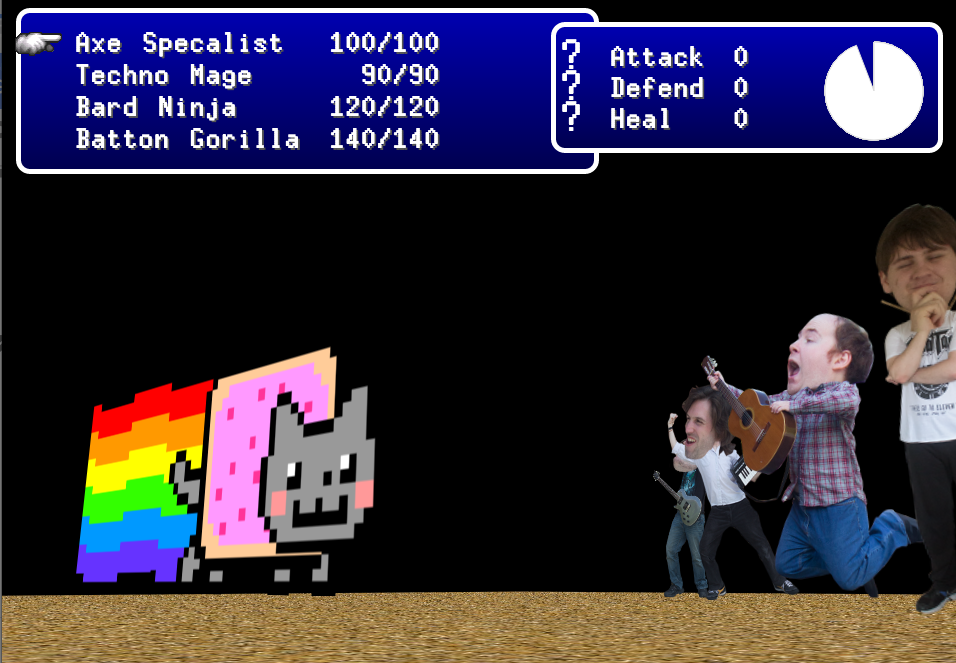 Axe Specalist 100/100
Techno Mage 90/90
Bard Ninja 120/120
Batton Gorilla 140/140
? Attack 0
? Defend 0
? Heal 0